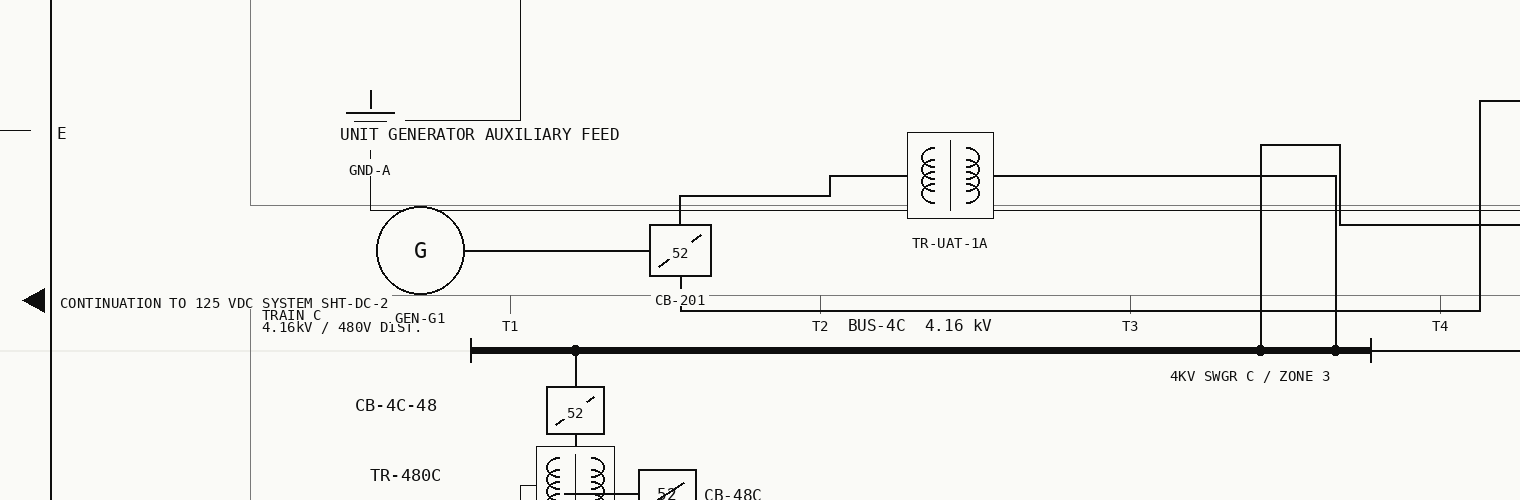 E
UNIT GENERATOR AUXILIARY FEED
GND-A
G
52
TR-UAT-1A
CB-201
CONTINUATION TO 125 VDC SYSTEM SHT-DC-2
TRAIN C
4.16kV / 480V DIST.
GEN-G1
T1
T2
BUS-4C 4.16 kV
T3
T4
4KV SWGR C / ZONE 3
CB-4C-48
52
TR-480C
52
CB-48C